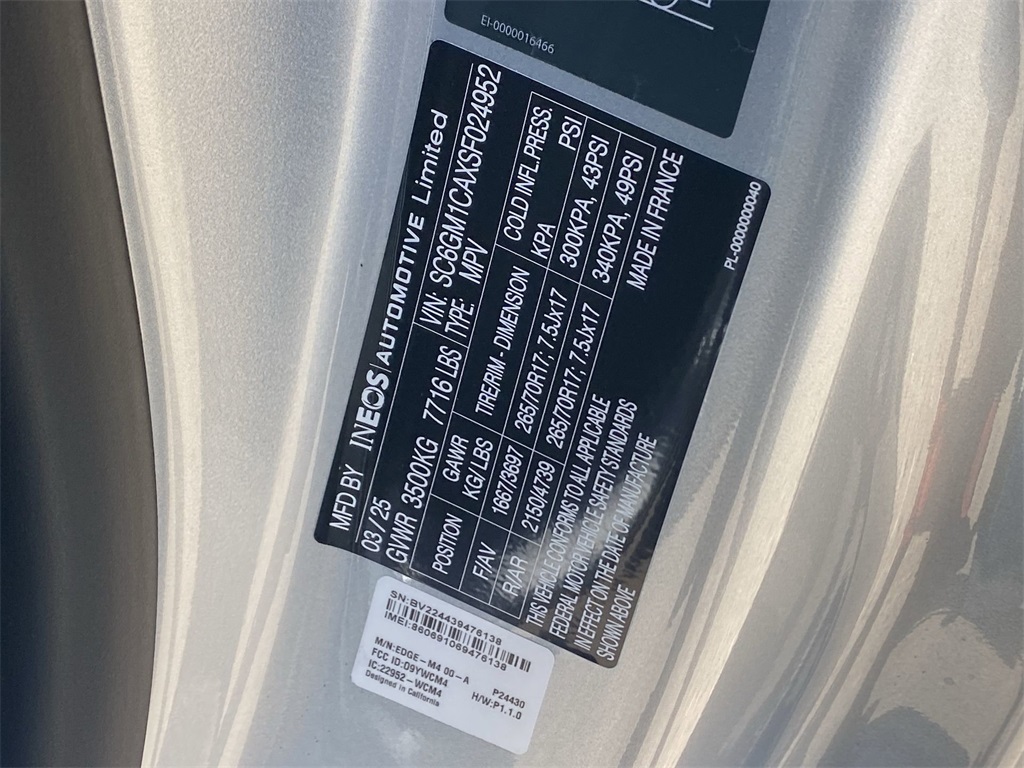 EI-0000016466
MFD BY INEOS | AUTOMOTIVE Limited
03 / 25 VIN: SC6GM1CAXSF024952
GVWR 3500KG 7716 LBS TYPE: MPV
POSITION GAWR TIRE/RIM - DIMENSION COLD INFL.PRESS.
KG/LBS KPA PSI
F/AV 1667/3697 265/70R17; 7.5Jx17 300KPA, 43PSI
R/AR 2150/4739 265/70R17; 7.5Jx17 340KPA, 49PSI
THIS VEHICLE CONFORMS TO ALL APPLICABLE MADE IN FRANCE
FEDERAL MOTOR VEHICLE SAFETY STANDARDS
IN EFFECT ON THE DATE OF MANUFACTURE
SHOWN ABOVE
PL-0000000040
SN:BV224439476138
IMEI:860691069476138
M/N:EDGE-M4 00-A P24430
FCC ID:O9YWCM4 H/W:P1.1.0
IC:22952-WCM4
Designed in California